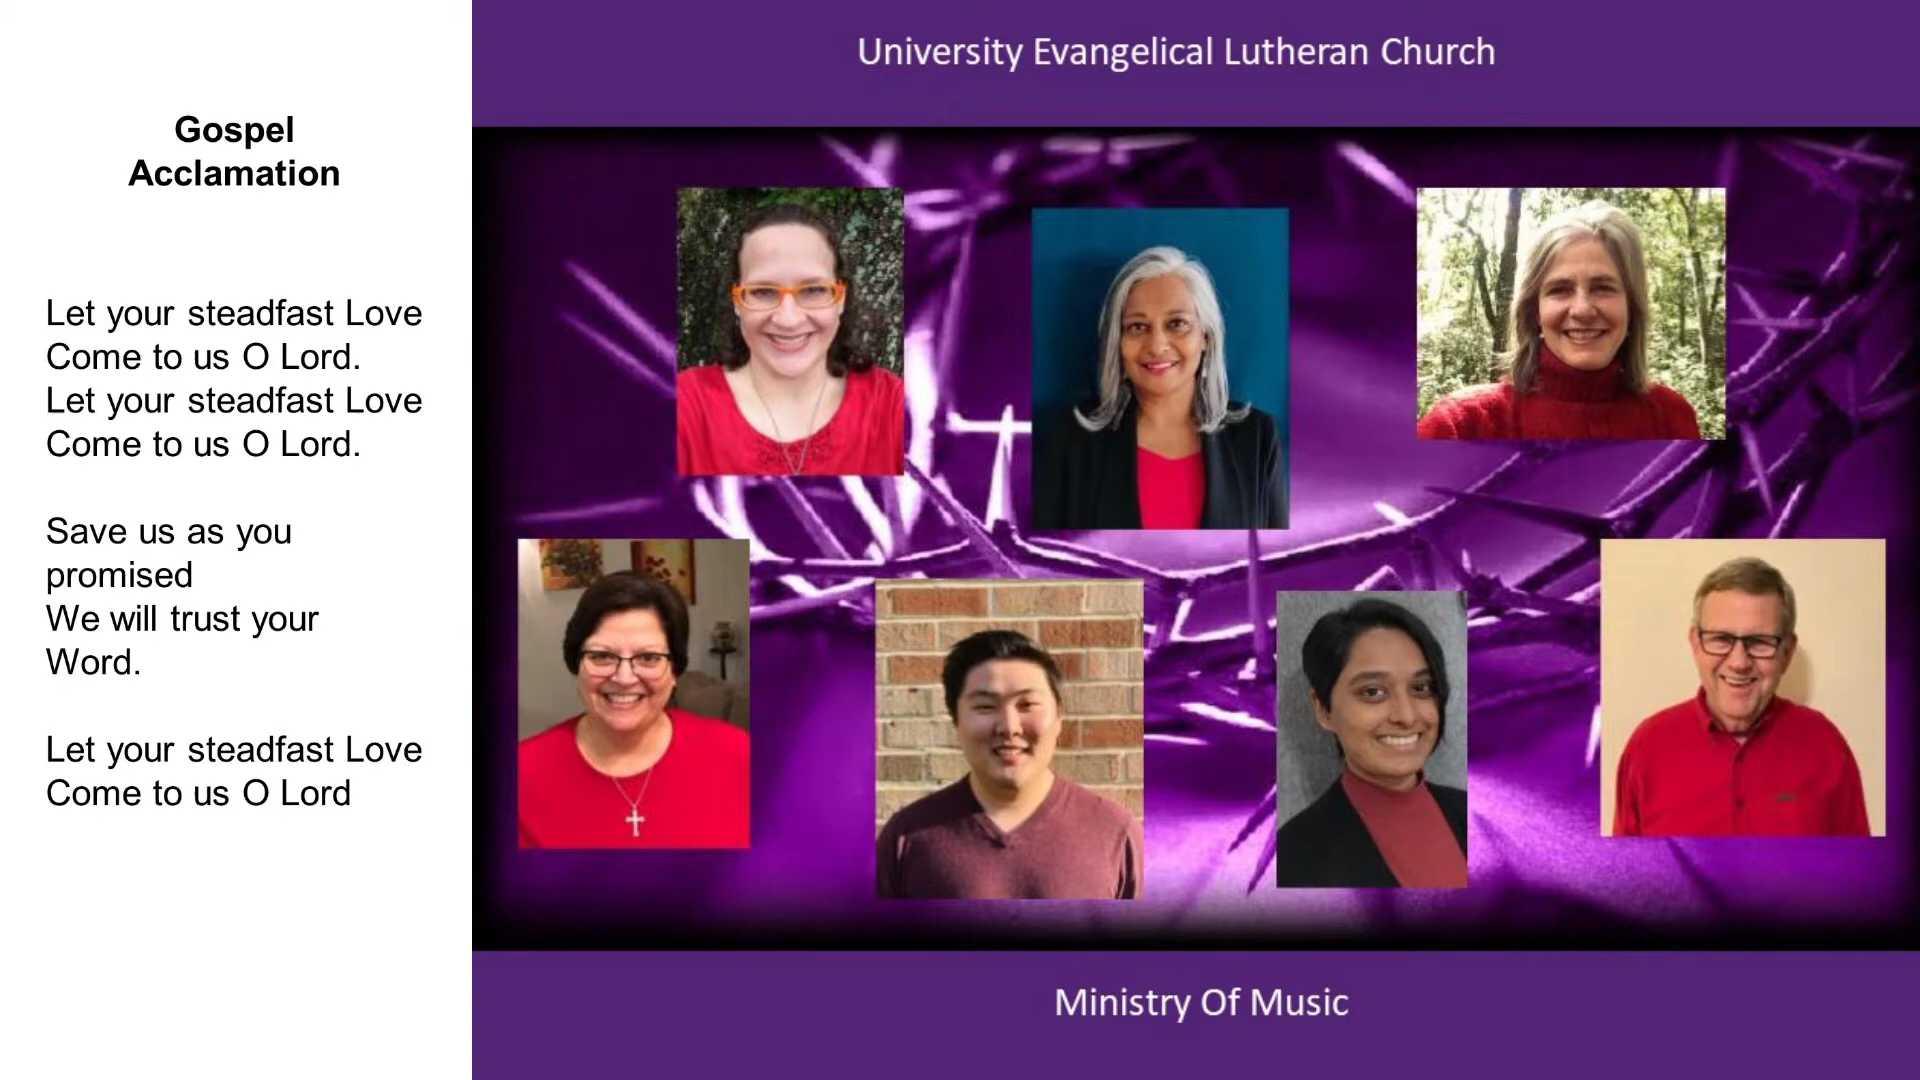 Gospel
Acclamation
Let your steadfast Love
Come to us O Lord.
Let your steadfast Love
Come to us O Lord.
Save us as you
promised
We will trust your
Word.
Let your steadfast Love
Come to us O Lord
University Evangelical Lutheran Church
Ministry Of Music